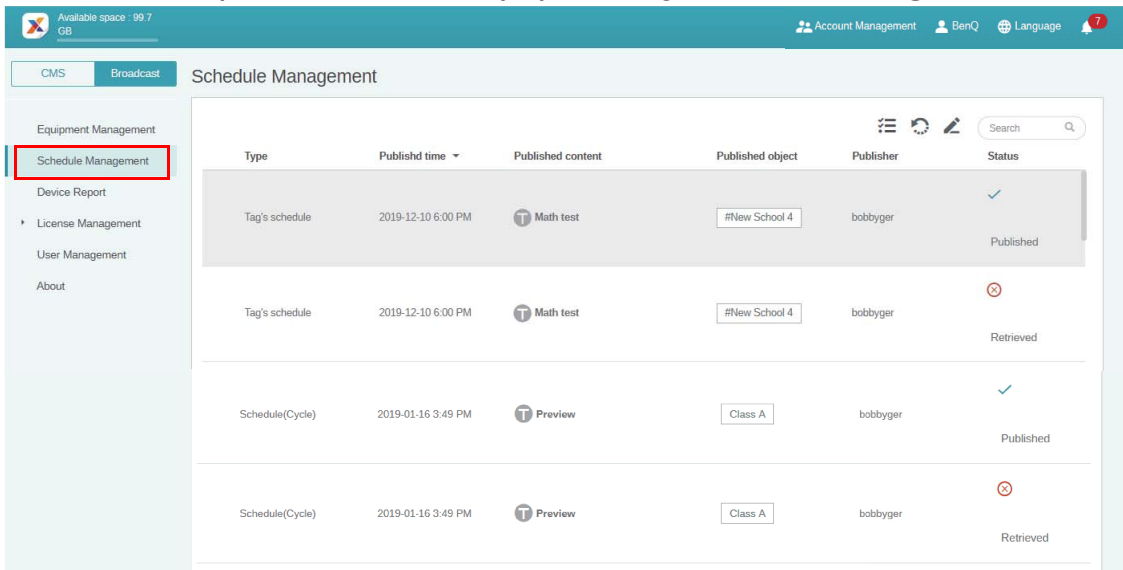 Available space : 99.7
GB
Account Management
BenQ
Language
7
CMS
Broadcast
Schedule Management
Equipment Management
Schedule Management
Device Report
License Management
User Management
About
Search
Type
Publishd time
Published content
Published object
Publisher
Status
Tag's schedule
2019-12-10 6:00 PM
T
Math test
#New School 4
bobbyger
Published
Tag's schedule
2019-12-10 6:00 PM
T
Math test
#New School 4
bobbyger
Retrieved
Schedule(Cycle)
2019-01-16 3:49 PM
T
Preview
Class A
bobbyger
Published
Schedule(Cycle)
2019-01-16 3:49 PM
T
Preview
Class A
bobbyger
Retrieved